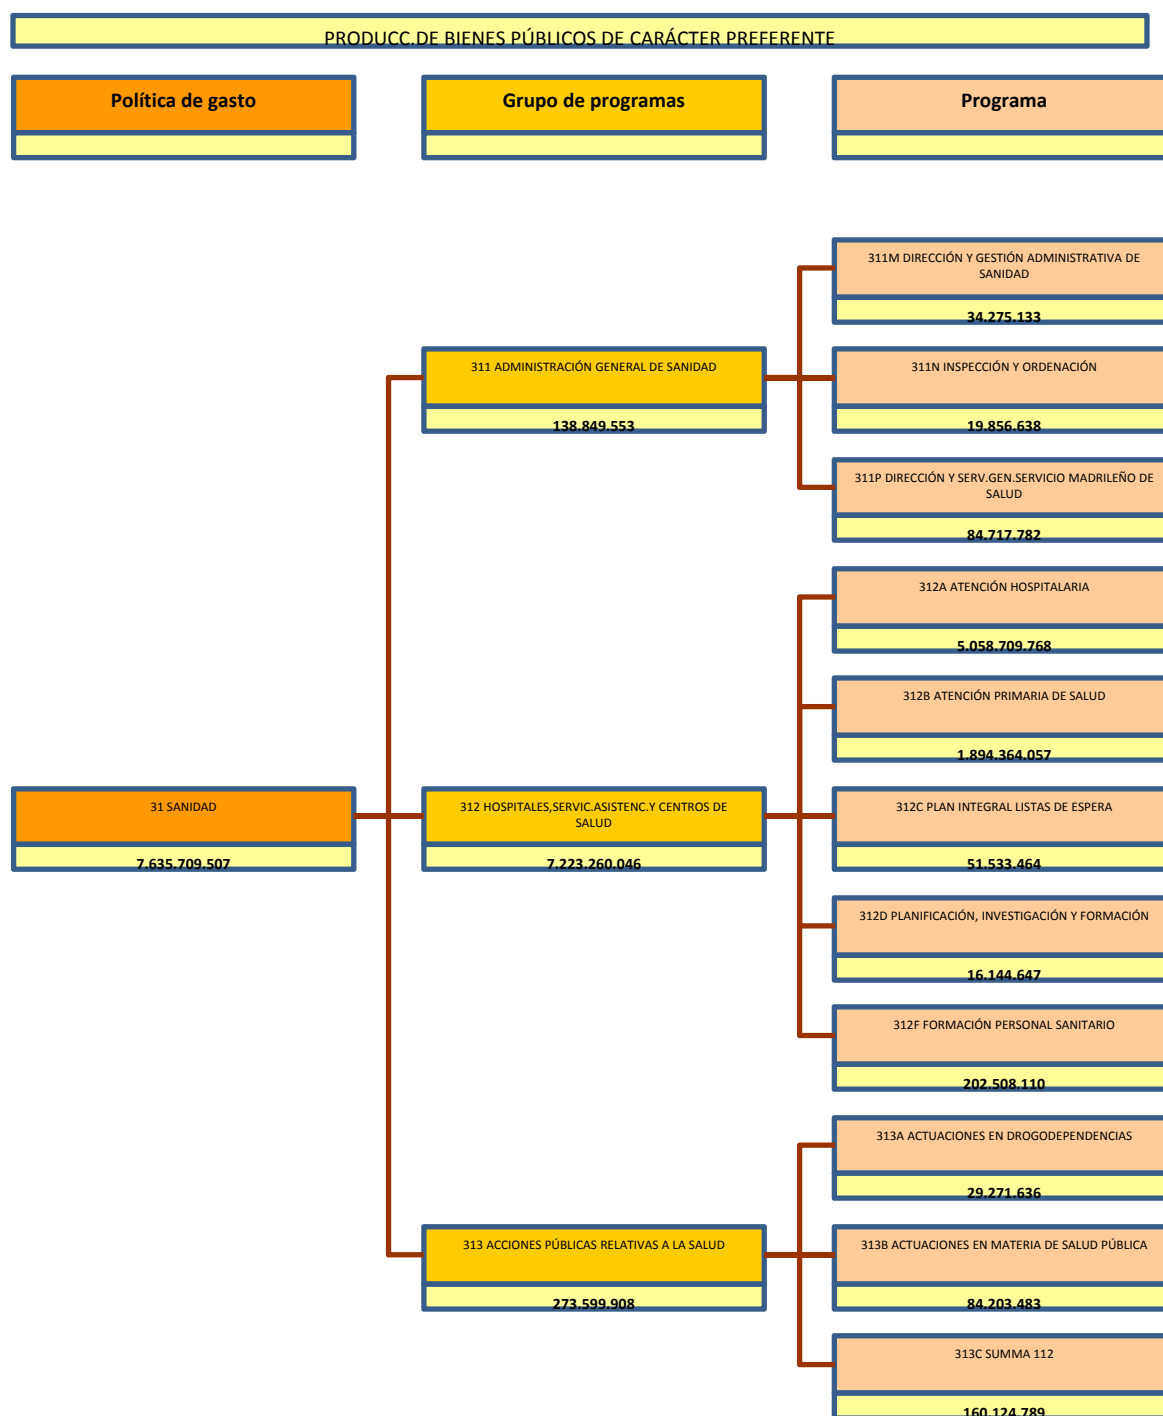 PRODUCC.DE BIENES PÚBLICOS DE CARÁCTER PREFERENTE
Política de gasto
Grupo de programas
Programa
311M DIRECCIÓN Y GESTIÓN ADMINISTRATIVA DE
SANIDAD
34.275.133
311 ADMINISTRACIÓN GENERAL DE SANIDAD
138.849.553
311N INSPECCIÓN Y ORDENACIÓN
19.856.638
311P DIRECCIÓN Y SERV.GEN.SERVICIO MADRILEÑO DE
SALUD
84.717.782
312A ATENCIÓN HOSPITALARIA
5.058.709.768
312B ATENCIÓN PRIMARIA DE SALUD
1.894.364.057
31 SANIDAD
7.635.709.507
312 HOSPITALES,SERVIC.ASISTENC.Y CENTROS DE
SALUD
7.223.260.046
312C PLAN INTEGRAL LISTAS DE ESPERA
51.533.464
312D PLANIFICACIÓN, INVESTIGACIÓN Y FORMACIÓN
16.144.647
312F FORMACIÓN PERSONAL SANITARIO
202.508.110
313A ACTUACIONES EN DROGODEPENDENCIAS
29.271.636
313 ACCIONES PÚBLICAS RELATIVAS A LA SALUD
273.599.908
313B ACTUACIONES EN MATERIA DE SALUD PÚBLICA
84.203.483
313C SUMMA 112
160.124.789